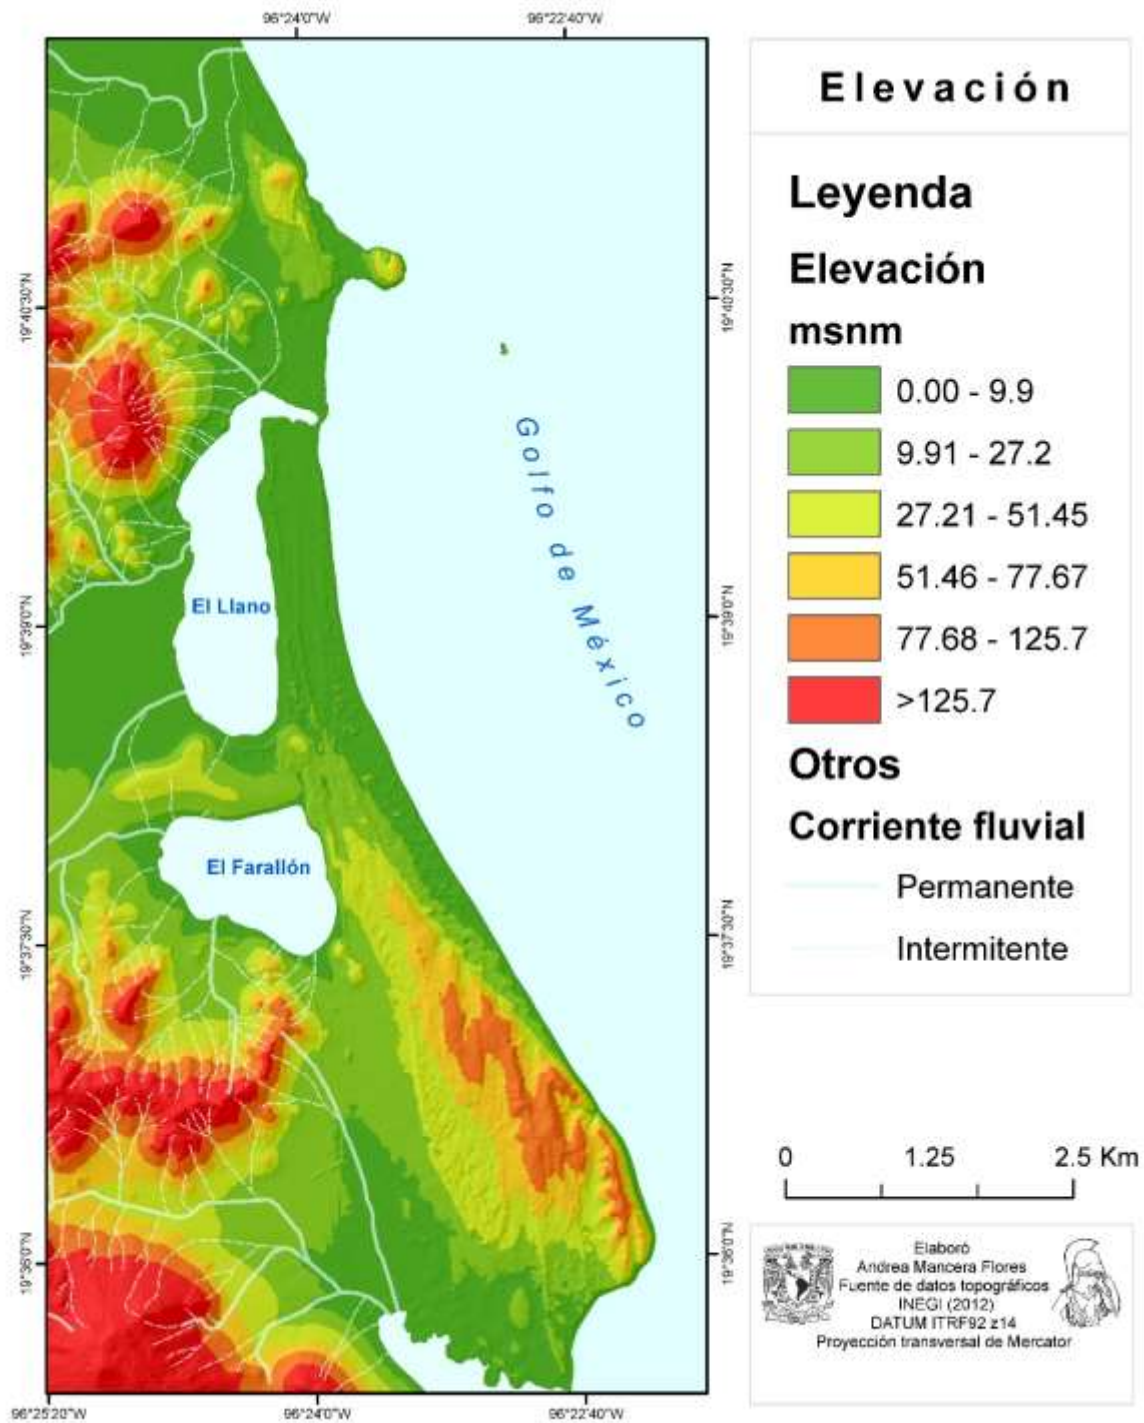 96°24'0"W
96°22'40"W
19°40'30"N
19°39'0"N
19°37'30"N
19°36'0"N
El Llano
El Farallón
Golfo de México
19°40'30"N
19°39'0"N
19°37'30"N
19°36'0"N
96°25'20"W
96°24'0"W
96°22'40"W
Elevación
Leyenda
Elevación
msnm
0.00 - 9.9
9.91 - 27.2
27.21 - 51.45
51.46 - 77.67
77.68 - 125.7
>125.7
Otros
Corriente fluvial
Permanente
Intermitente
0 1.25 2.5 Km
Elaboró
Andrea Mancera Flores
Fuente de datos topográficos
INEGI (2012)
DATUM ITRF92 z14
Proyección transversal de Mercator